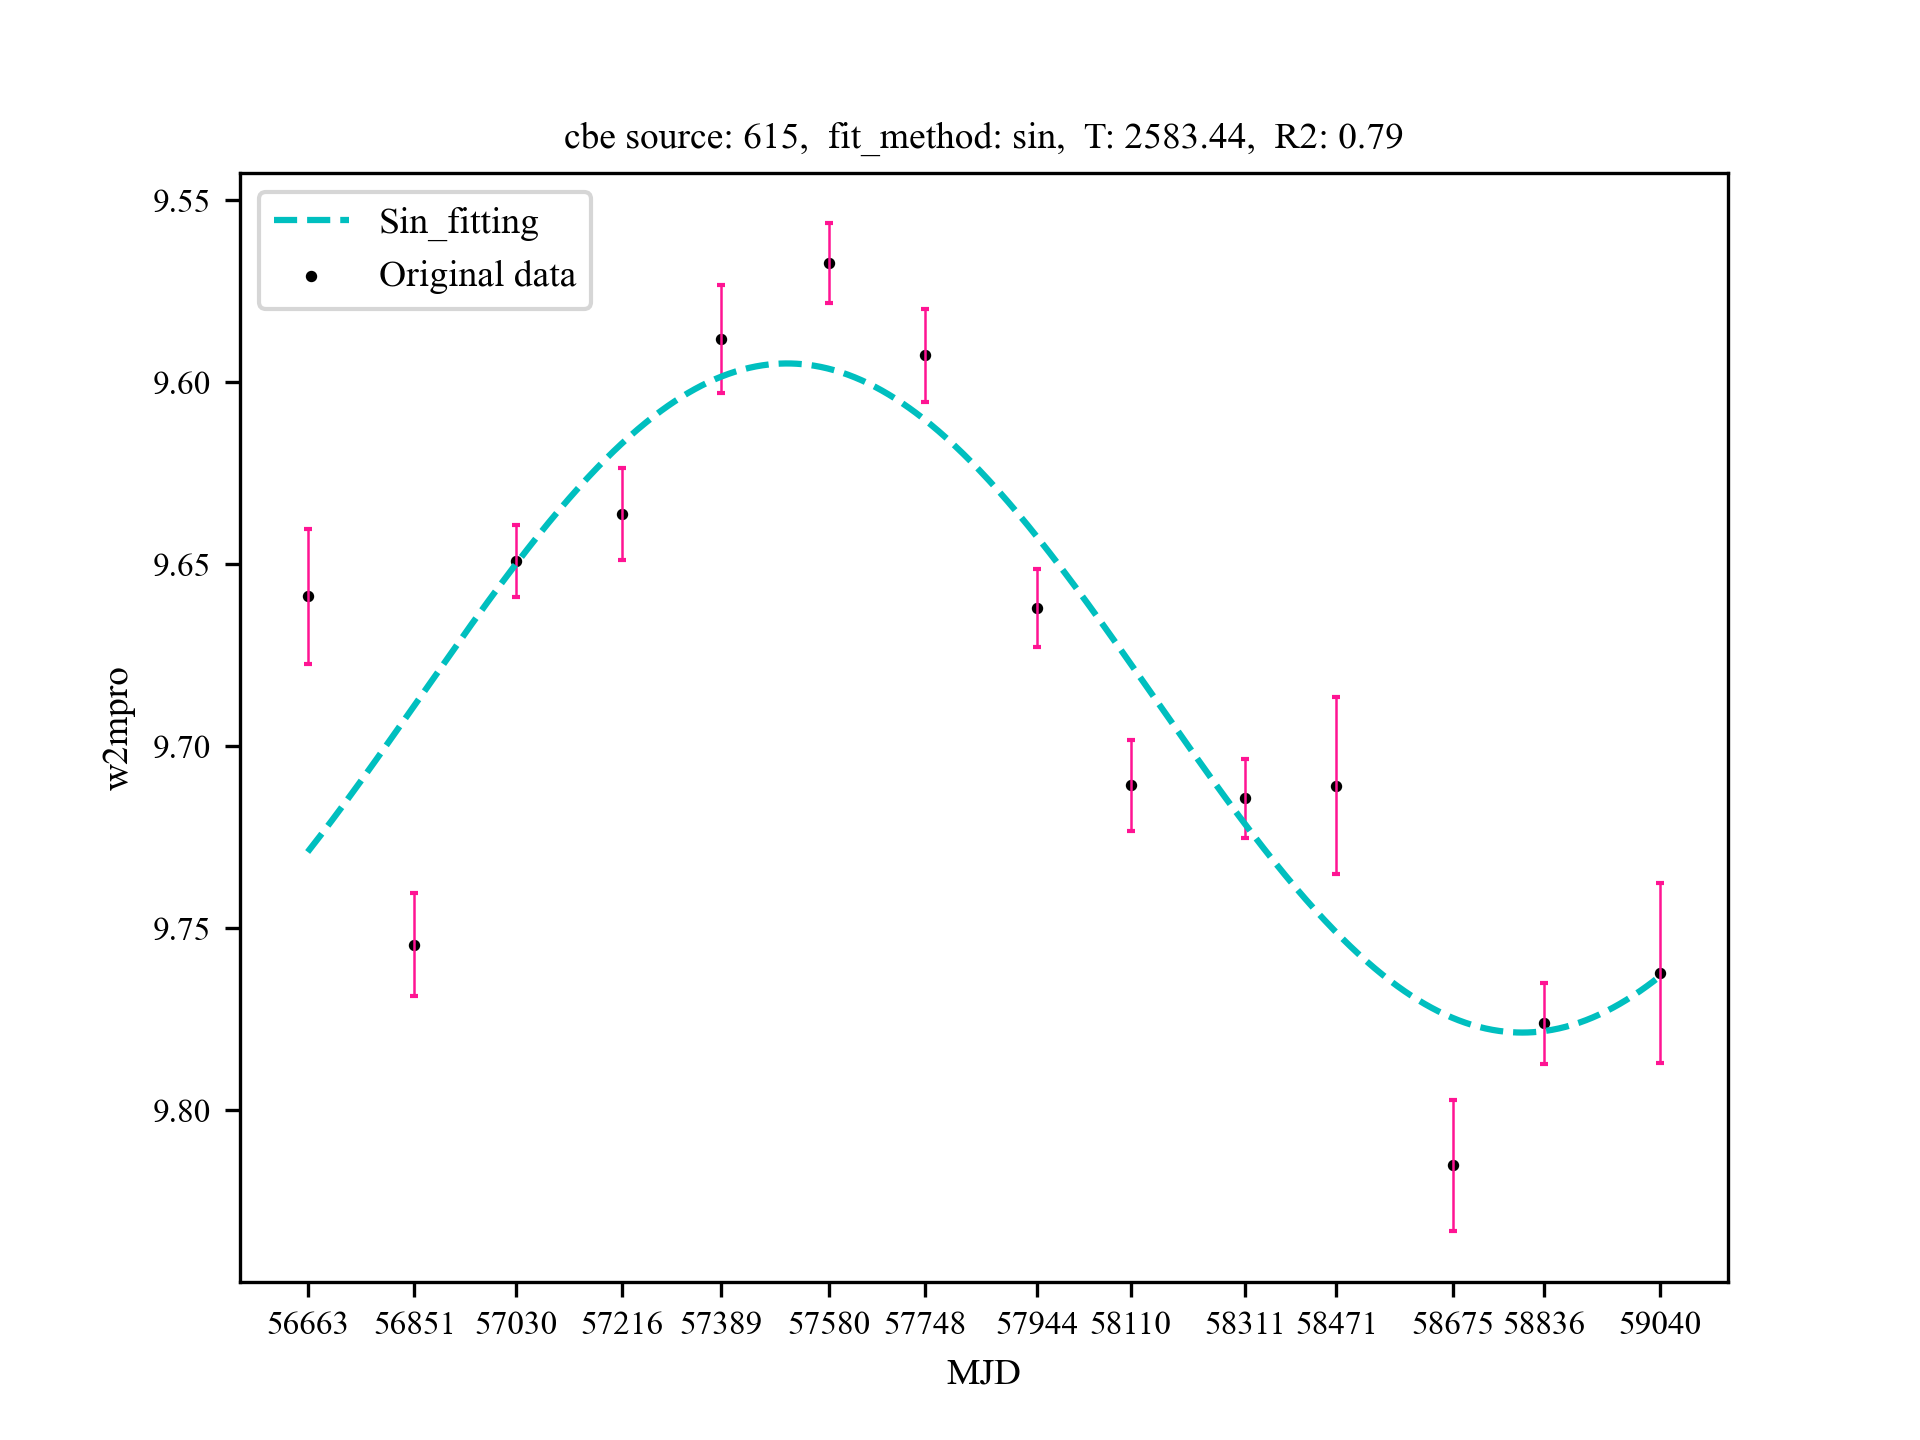 cbe source: 615,  fit_method: sin,  T: 2583.44,  R2: 0.79
Sin_fitting
Original data
9.55
9.60
9.65
9.70
9.75
9.80
w2mpro
56663 56851 57030 57216 57389 57580 57748 57944 58110 58311 58471 58675 58836 59040
MJD